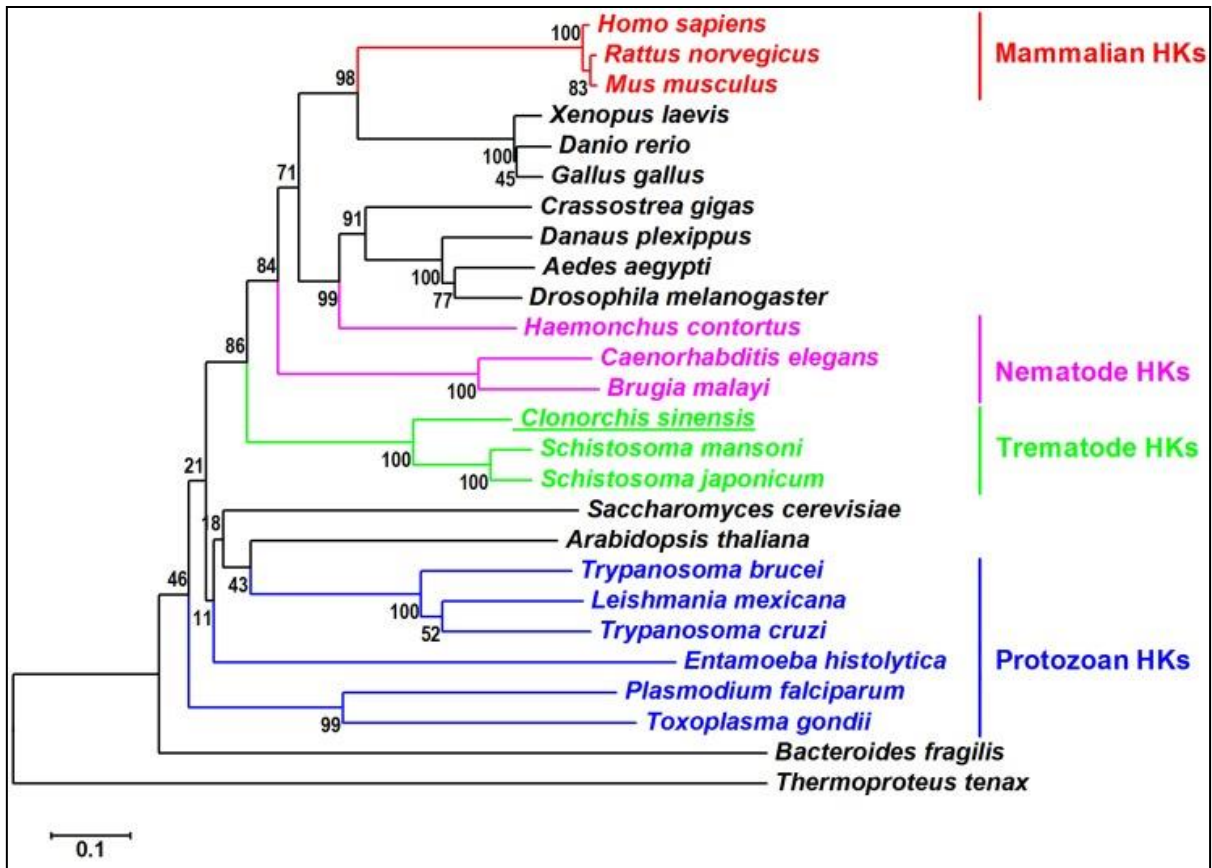 Homo sapiens
Rattus norvegicus
Mus musculus
Mammalian HKs
Xenopus laevis
Danio rerio
Gallus gallus
Crassostrea gigas
Danaus plexippus
Aedes aegypti
Drosophila melanogaster
Haemonchus contortus
Caenorhabditis elegans
Brugia malayi
Nematode HKs
Clonorchis sinensis
Schistosoma mansoni
Schistosoma japonicum
Trematode HKs
Saccharomyces cerevisiae
Arabidopsis thaliana
Trypanosoma brucei
Leishmania mexicana
Trypanosoma cruzi
Entamoeba histolytica
Plasmodium falciparum
Toxoplasma gondii
Protozoan HKs
Bacteroides fragilis
Thermoproteus tenax
100
83
98
100
45
71
91
100
77
99
84
100
86
100
100
21
18
43
100
52
11
46
99
0.1